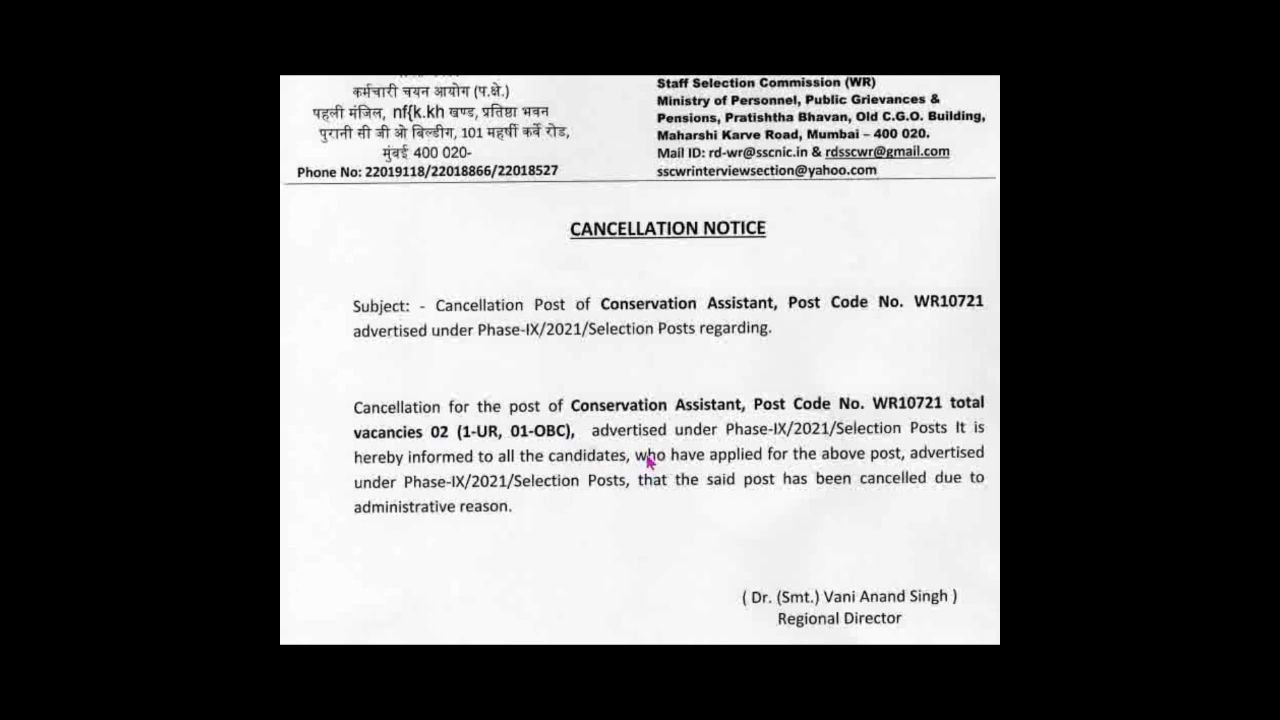 कर्मचारी चयन आयोग (प.क्षे.)
पहली मंजिल, nf{k.kh खण्ड, प्रतिष्ठा भवन
पुरानी सी जी ओ बिल्डीग, 101 महर्षी कर्वे रोड,
मुंबई 400 020-
Phone No: 22019118/22018866/22018527
Staff Selection Commission (WR)
Ministry of Personnel, Public Grievances &
Pensions, Pratishtha Bhavan, Old C.G.O. Building,
Maharshi Karve Road, Mumbai – 400 020.
Mail ID: rd-wr@sscnic.in & rdsscwr@gmail.com
sscwrinterviewsection@yahoo.com
CANCELLATION NOTICE
Subject: - Cancellation Post of Conservation Assistant, Post Code No. WR10721
advertised under Phase-IX/2021/Selection Posts regarding.
Cancellation for the post of Conservation Assistant, Post Code No. WR10721 total
vacancies 02 (1-UR, 01-OBC), advertised under Phase-IX/2021/Selection Posts It is
hereby informed to all the candidates, who have applied for the above post, advertised
under Phase-IX/2021/Selection Posts, that the said post has been cancelled due to
administrative reason.
( Dr. (Smt.) Vani Anand Singh )
Regional Director